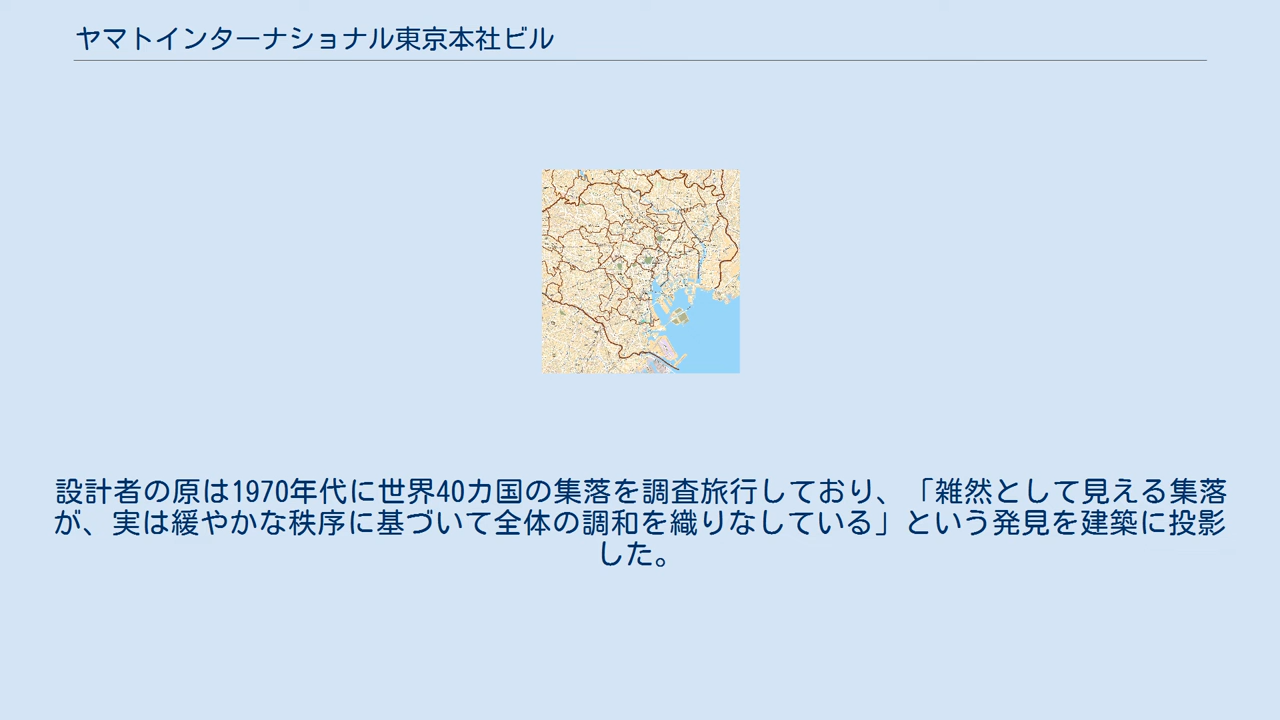 ヤマトインターナショナル東京本社ビル
設計者の原は1970年代に世界40カ国の集落を調査旅行しており、「雑然として見える集落
が、実は緩やかな秩序に基づいて全体の調和を織りなしている」という発見を建築に投影
した。